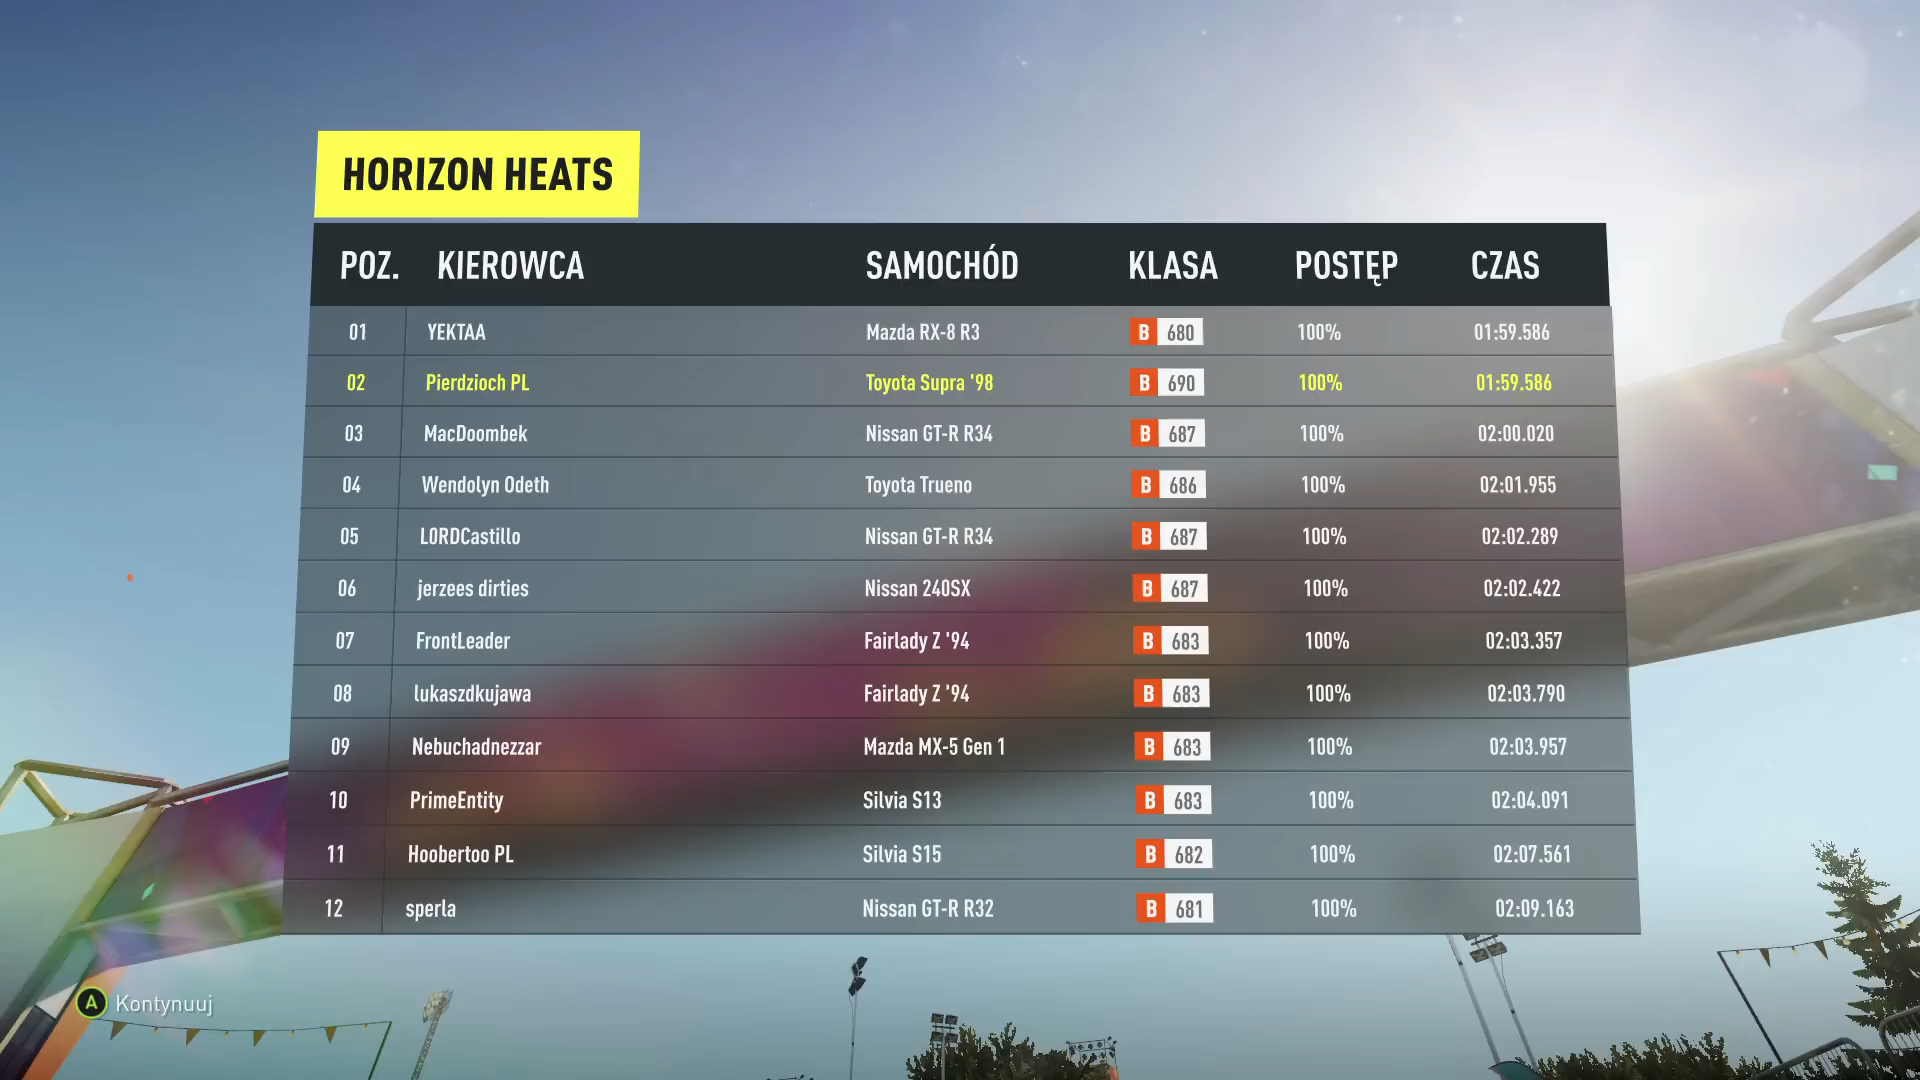 HORIZON HEATS
POZ. KIEROWCA SAMOCHÓD KLASA POSTĘP CZAS
01 YEKTAA Mazda RX-8 R3 B 680 100% 01:59.586
02 Pierdzioch PL Toyota Supra '98 B 690 100% 01:59.586
03 MacDoombek Nissan GT-R R34 B 687 100% 02:00.020
04 Wendolyn Odeth Toyota Trueno B 686 100% 02:01.955
05 LORDCastillo Nissan GT-R R34 B 687 100% 02:02.289
06 jerzees dirties Nissan 240SX B 687 100% 02:02.422
07 FrontLeader Fairlady Z '94 B 683 100% 02:03.357
08 lukaszdkujawa Fairlady Z '94 B 683 100% 02:03.790
09 Nebuchadnezzar Mazda MX-5 Gen 1 B 683 100% 02:03.957
10 PrimeEntity Silvia S13 B 683 100% 02:04.091
11 Hoobertoo PL Silvia S15 B 682 100% 02:07.561
12 sperla Nissan GT-R R32 B 681 100% 02:09.163
A Kontynuuj